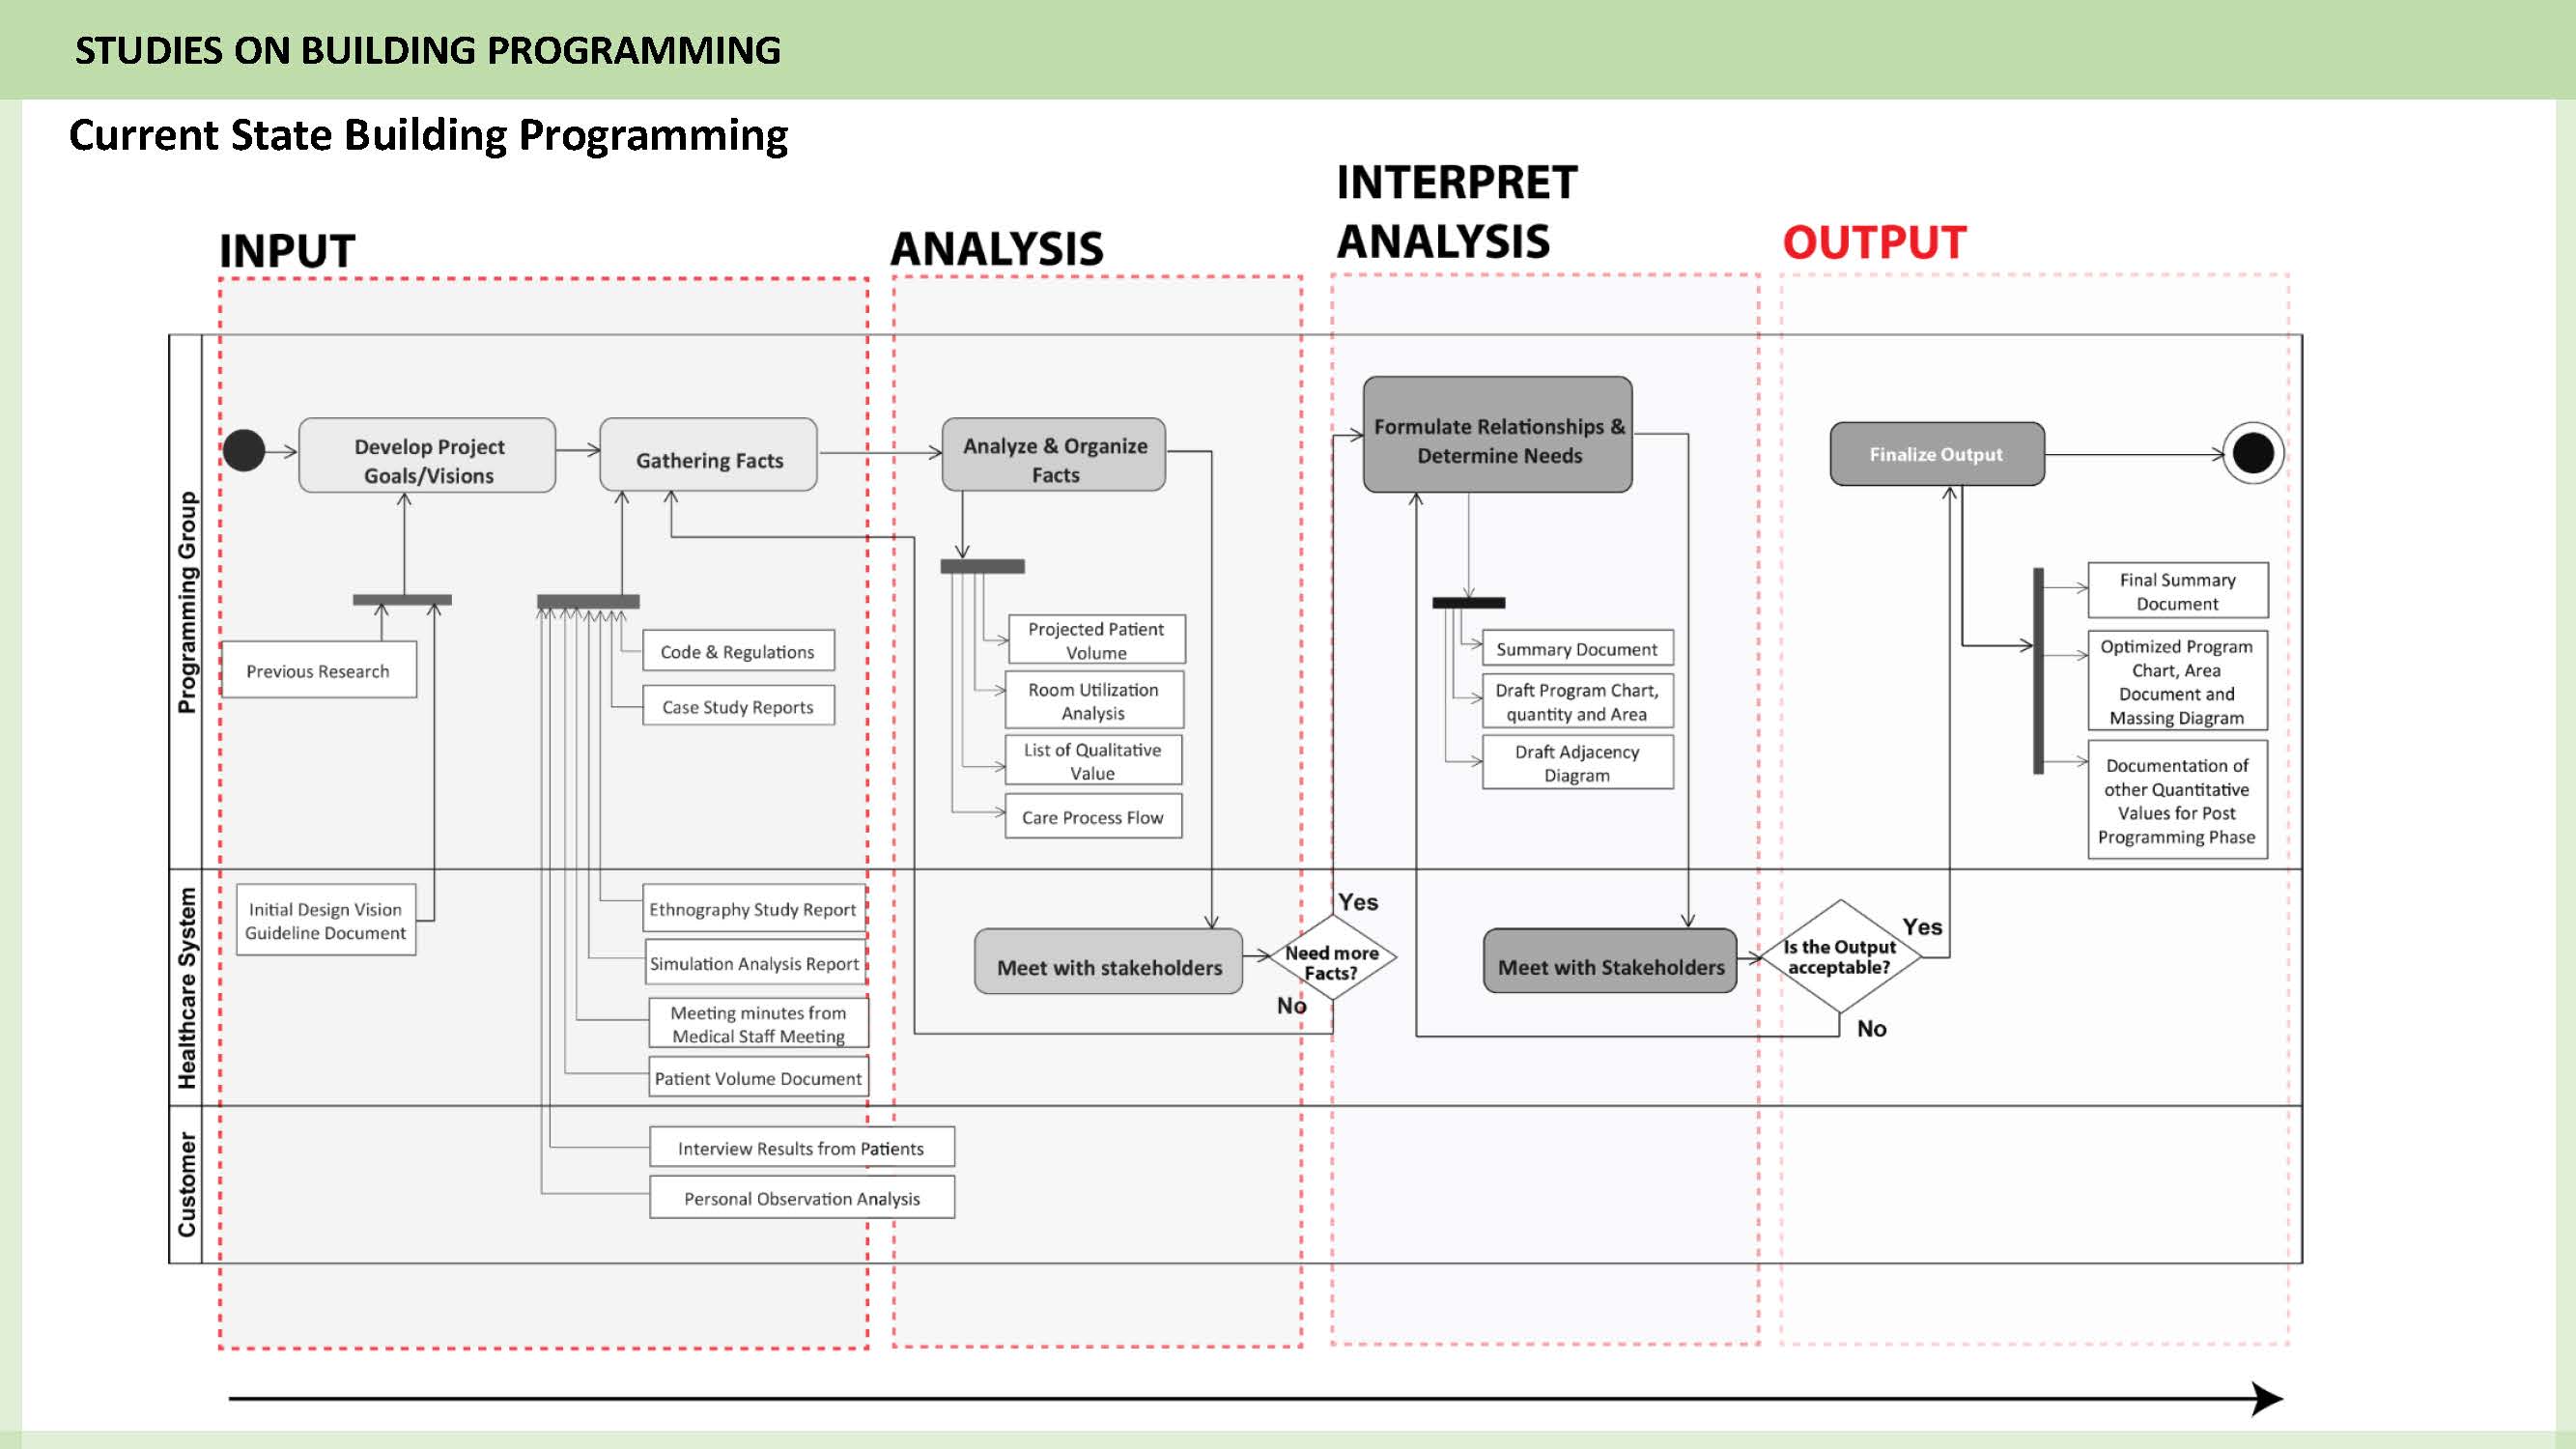 STUDIES ON BUILDING PROGRAMMING
Current State Building Programming
INPUT
ANALYSIS
INTERPRET
ANALYSIS
OUTPUT
Programming Group
Develop Project
Goals/Visions
Gathering Facts
Previous Research
Code & Regulations
Case Study Reports
Analyze & Organize
Facts
Projected Patient
Volume
Room Utilization
Analysis
List of Qualitative
Value
Care Process Flow
Formulate Relationships &
Determine Needs
Summary Document
Draft Program Chart,
quantity and Area
Draft Adjacency
Diagram
Finalize Output
Final Summary
Document
Optimized Program
Chart, Area
Document and
Massing Diagram
Documentation of
other Quantitative
Values for Post
Programming Phase
Healthcare System
Initial Design Vision
Guideline Document
Ethnography Study Report
Simulation Analysis Report
Meeting minutes from
Medical Staff Meeting
Patient Volume Document
Meet with stakeholders
Yes
Need more
Facts?
No
Meet with Stakeholders
Is the Output
acceptable?
Yes
No
Customer
Interview Results from Patients
Personal Observation Analysis